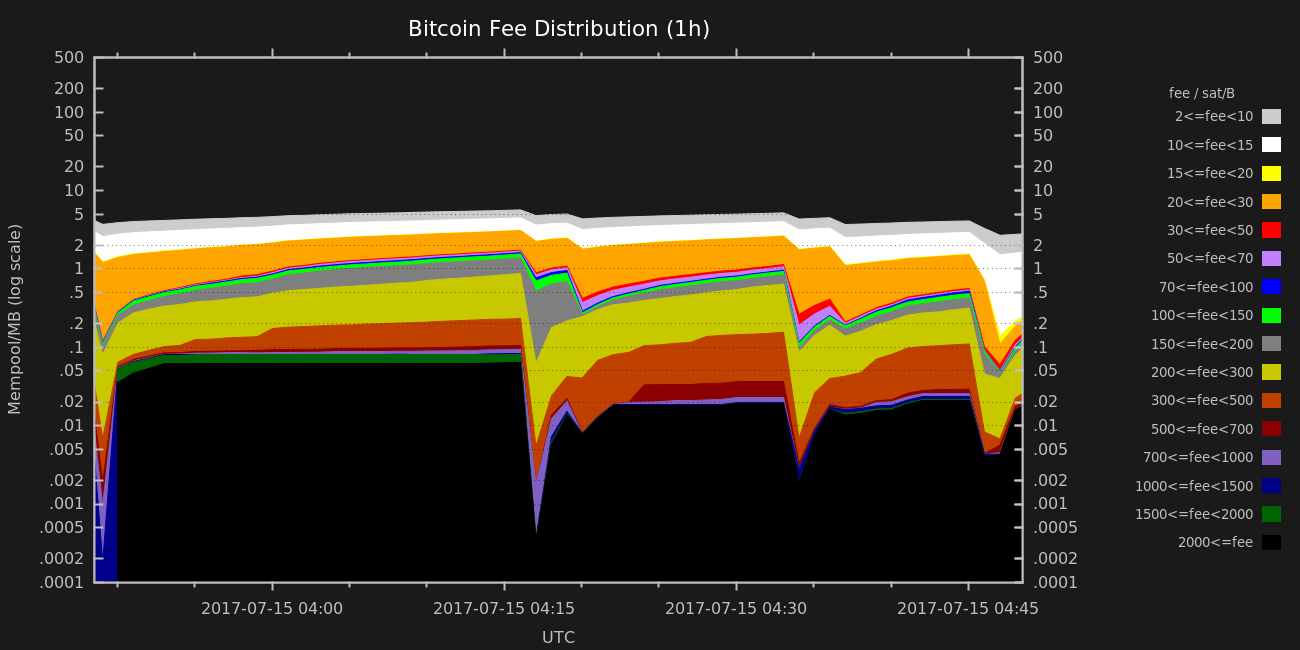 Bitcoin Fee Distribution (1h)
Mempool/MB (log scale)
500
200
100
50
20
10
5
2
1
.5
.2
.1
.05
.02
.01
.005
.002
.001
.0005
.0002
.0001
500
200
100
50
20
10
5
2
1
.5
.2
.1
.05
.02
.01
.005
.002
.001
.0005
.0002
.0001
2017-07-15 04:00
2017-07-15 04:15
2017-07-15 04:30
2017-07-15 04:45
UTC
fee / sat/B
2<=fee<10
10<=fee<15
15<=fee<20
20<=fee<30
30<=fee<50
50<=fee<70
70<=fee<100
100<=fee<150
150<=fee<200
200<=fee<300
300<=fee<500
500<=fee<700
700<=fee<1000
1000<=fee<1500
1500<=fee<2000
2000<=fee